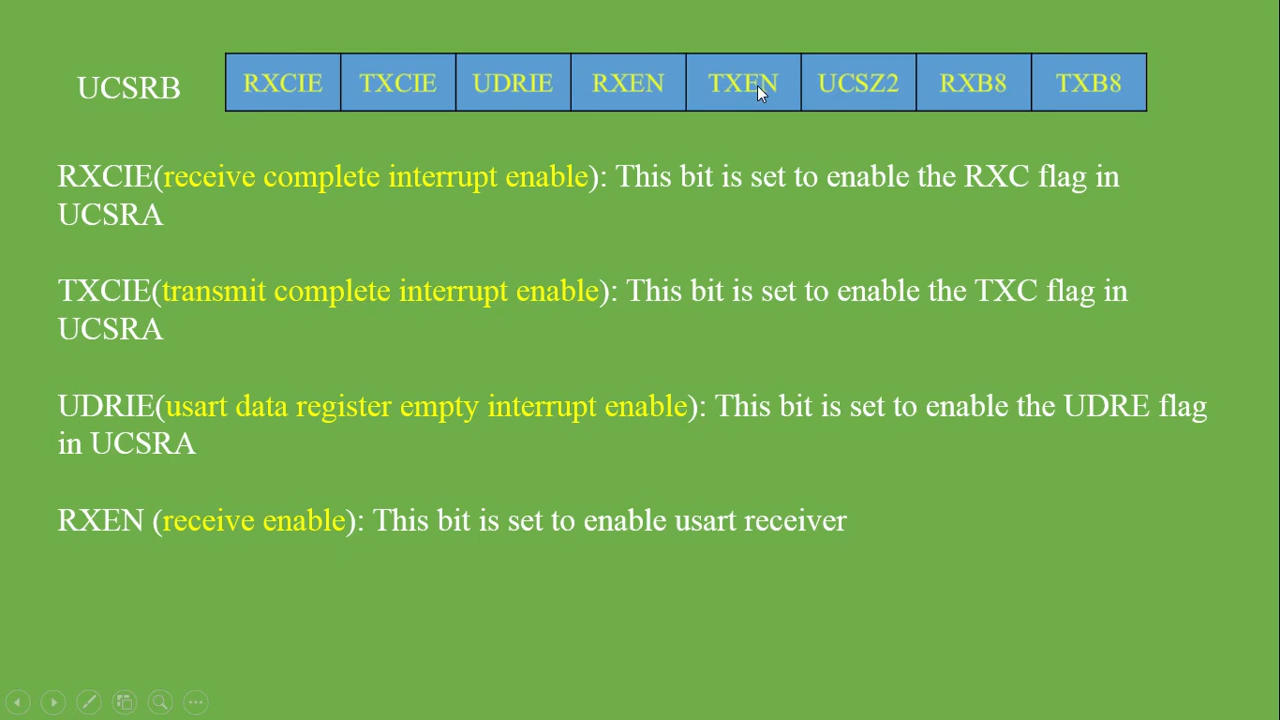 UCSRB RXCIE TXCIE UDRIE RXEN TXEN UCSZ2 RXB8 TXB8
RXCIE(receive complete interrupt enable): This bit is set to enable the RXC flag in
UCSRA
TXCIE(transmit complete interrupt enable): This bit is set to enable the TXC flag in
UCSRA
UDRIE(usart data register empty interrupt enable): This bit is set to enable the UDRE flag
in UCSRA
RXEN (receive enable): This bit is set to enable usart receiver